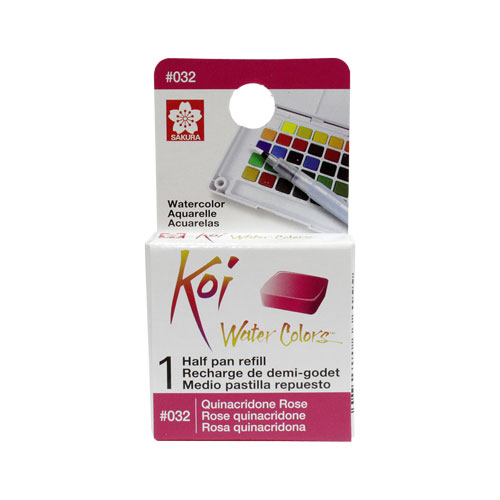 #032
SAKURA
Watercolor
Aquarelle
Acuarelas
Koi
Water Colors™
1 Half pan refill
Recharge de demi-godet
Medio pastilla repuesto
#032
Quinacridone Rose
Rose quinacridone
Rosa quinacridona